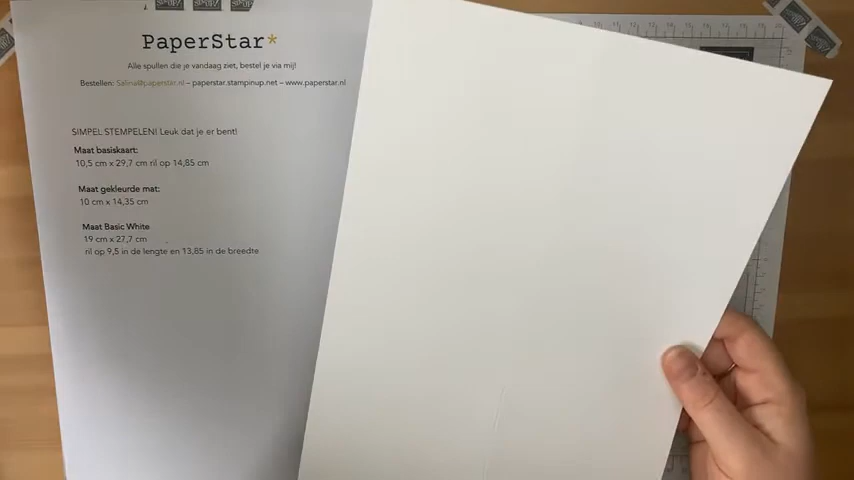 PaperStar*
Alle spullen die je vandaag ziet, bestel je via mij!
Bestellen: Salina@paperstar.nl – paperstar.stampinup.net – www.paperstar.nl
SIMPEL STEMPELEN! Leuk dat je er bent!
Maat basiskaart:
10,5 cm x 29,7 cm ril op 14,85 cm
Maat gekleurde mat:
10 cm x 14,35 cm
Maat Basic White
19 cm x 27,7 cm
ril op 9,5 in de lengte en 13,85 in de breedte